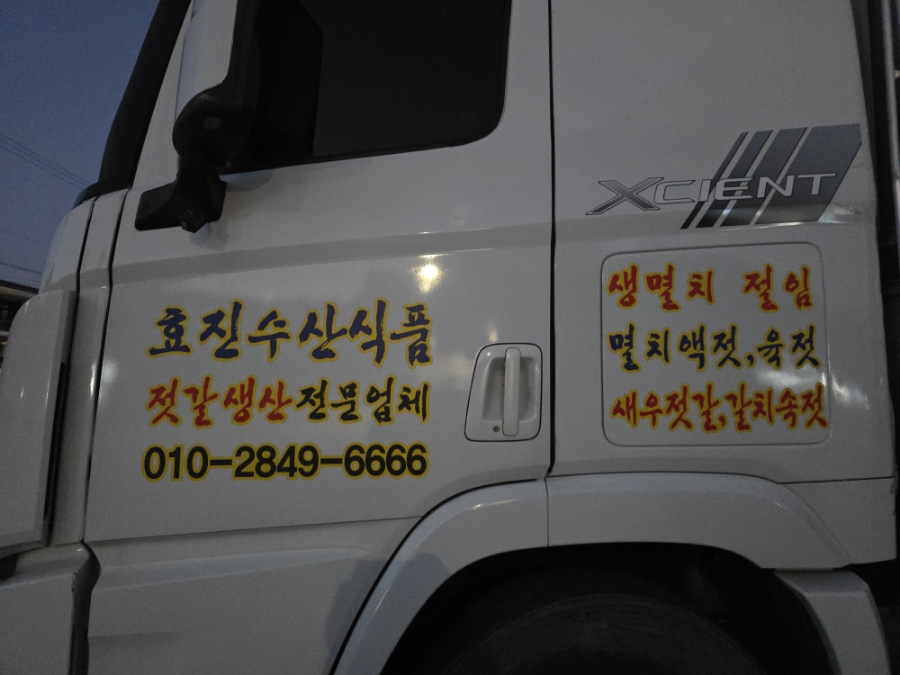 XCIENT
효진수산식품
젓갈생산전문업체
010-2849-6666
생멸치 절임
멸치액젓,육젓
새우젓갈,갈치속젓